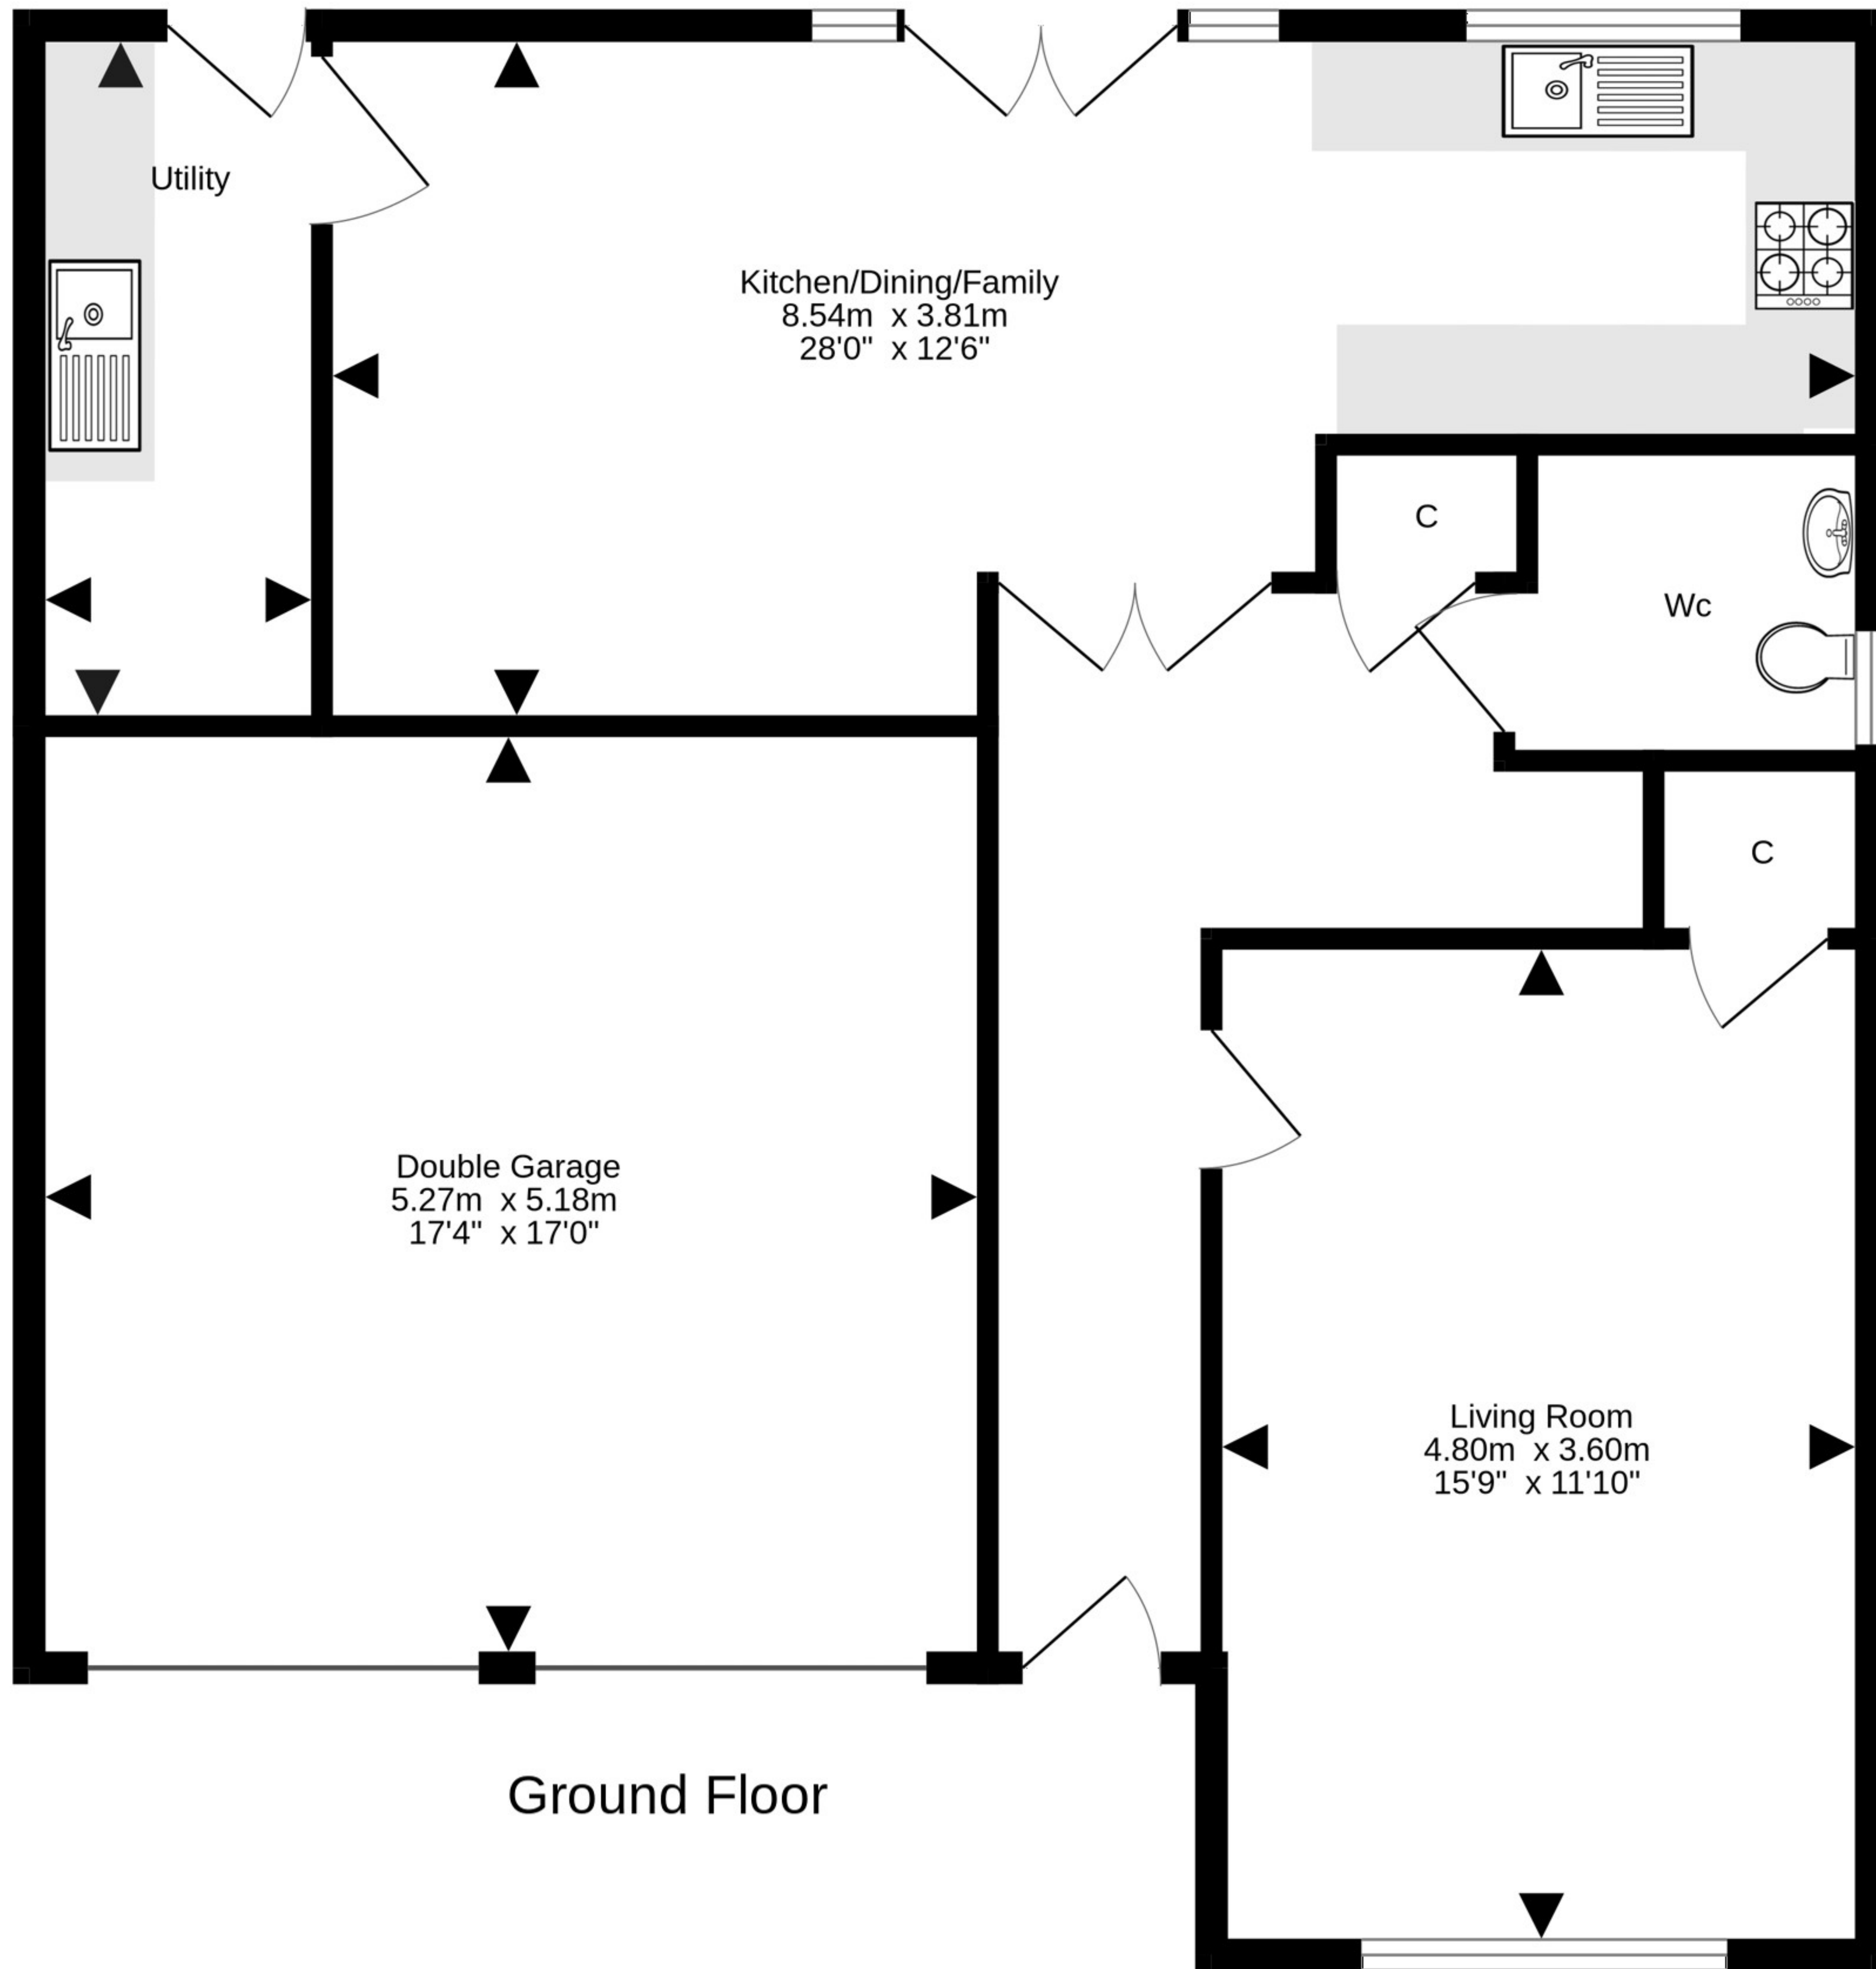 Utility
Kitchen/Dining/Family
8.54m x 3.81m
28'0" x 12'6"
C
Wc
C
Double Garage
5.27m x 5.18m
17'4" x 17'0"
Living Room
4.80m x 3.60m
15'9" x 11'10"
Ground Floor